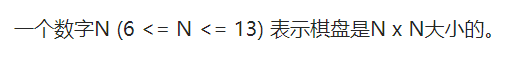 一个数字N (6 <= N <= 13) 表示棋盘是N x N大小的。